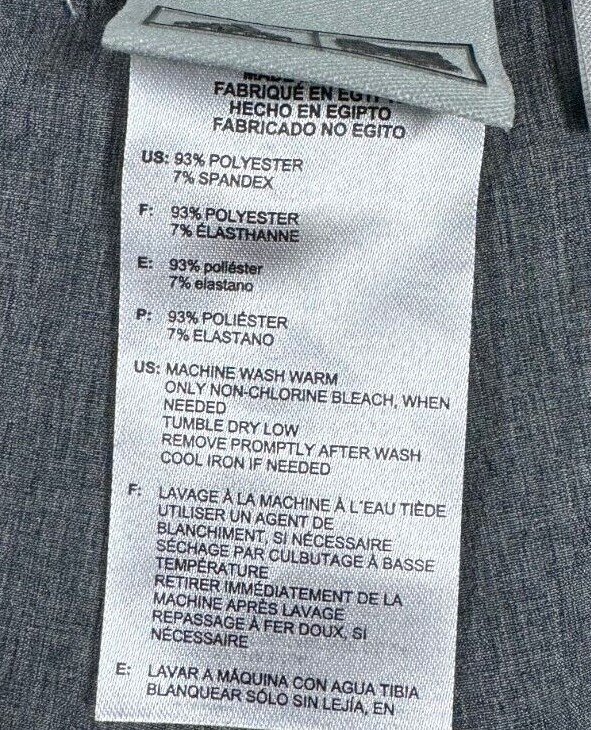 FABRIQUÉ EN
HECHO EN EGIPTO
FABRICADO NO EGITO
US: 93% POLYESTER
7% SPANDEX
F: 93% POLYESTER
7% ÉLASTHANNE
E: 93% poliéster
7% elastano
P: 93% POLIÉSTER
7% ELASTANO
US: MACHINE WASH WARM
ONLY NON-CHLORINE BLEACH, WHEN
NEEDED
TUMBLE DRY LOW
REMOVE PROMPTLY AFTER WASH
COOL IRON IF NEEDED
F: LAVAGE À LA MACHINE À L´EAU TIÈDE
UTILISER UN AGENT DE
BLANCHIMENT, SI NÉCESSAIRE
SÉCHAGE PAR CULBUTAGE À BASSE
TEMPÉRATURE
RETIRER IMMÉDIATEMENT DE LA
MACHINE APRÈS LAVAGE
REPASSAGE À FER DOUX, SI
NÉCESSAIRE
E: LAVAR A MÁQUINA CON AGUA TIBIA
BLANQUEAR SÓLO SIN LEJÍA, EN